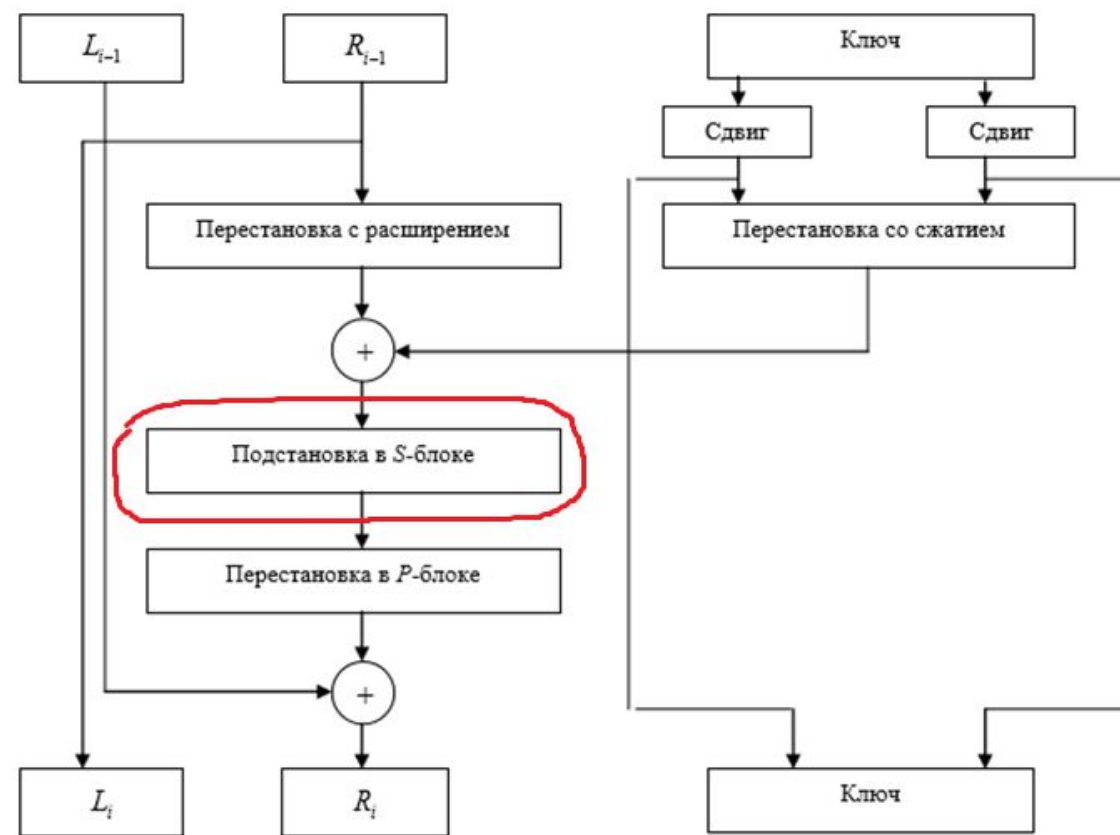 L_{i-1}
R_{i-1}
Ключ
Сдвиг
Сдвиг
Перестановка с расширением
Перестановка со сжатием
+
Подстановка в S-блоке
Перестановка в P-блоке
+
L_i
R_i
Ключ